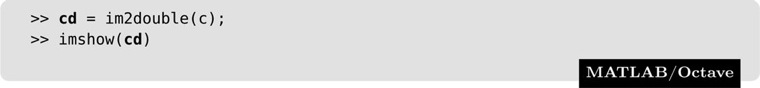 >> cd = im2double(c);
>> imshow(cd)
MATLAB/Octave